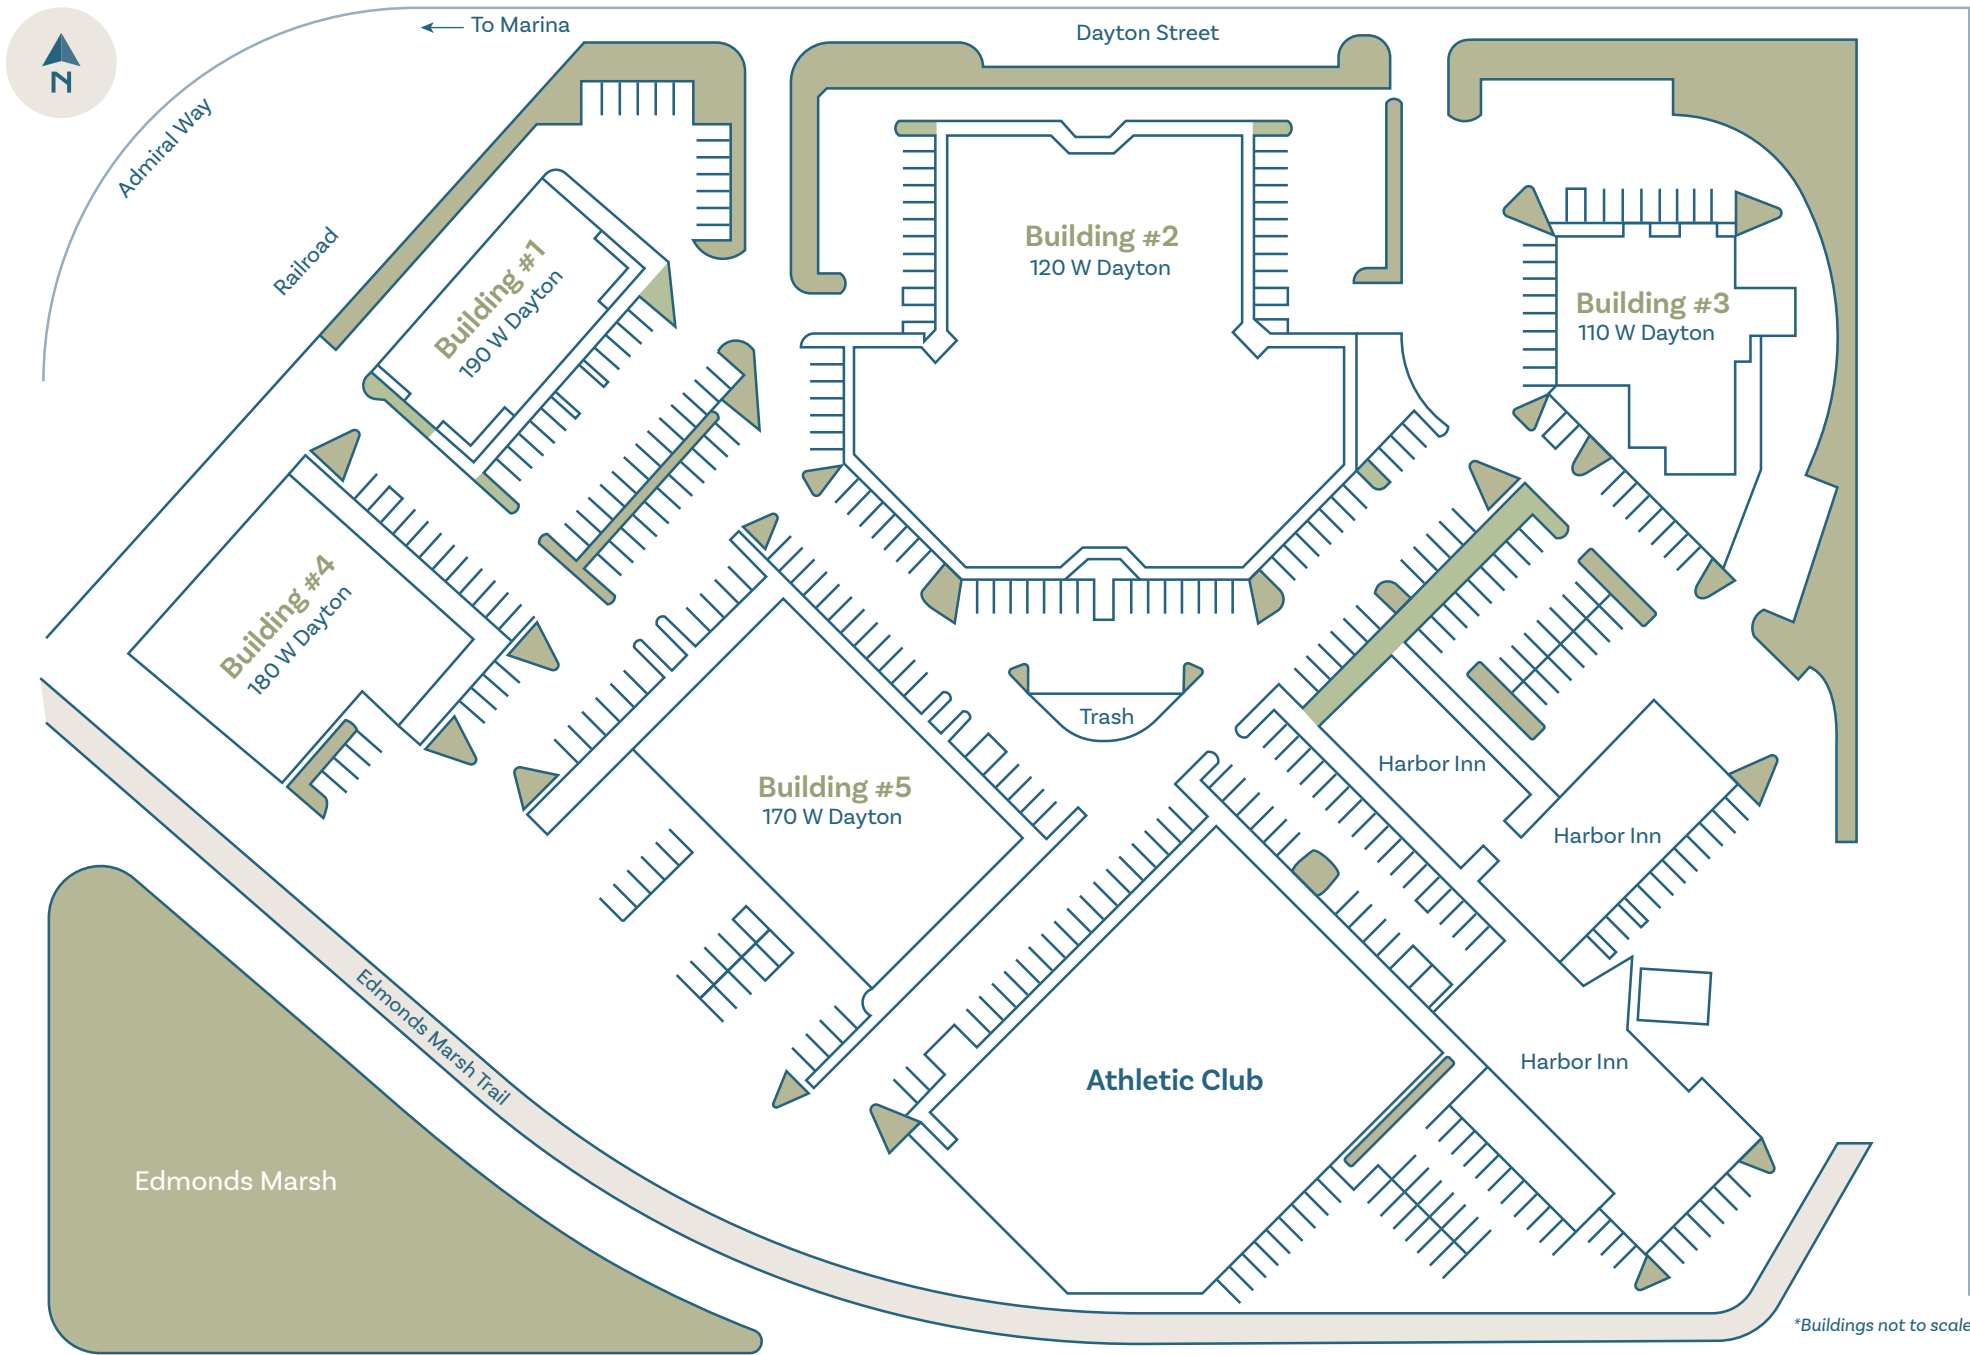 To Marina
Dayton Street
N
Admiral Way
Railroad
Building #1
190 W Dayton
Building #2
120 W Dayton
Building #3
110 W Dayton
Building #4
180 W Dayton
Trash
Building #5
170 W Dayton
Harbor Inn
Harbor Inn
Edmonds Marsh Trail
Harbor Inn
Athletic Club
Edmonds Marsh
*Buildings not to scale